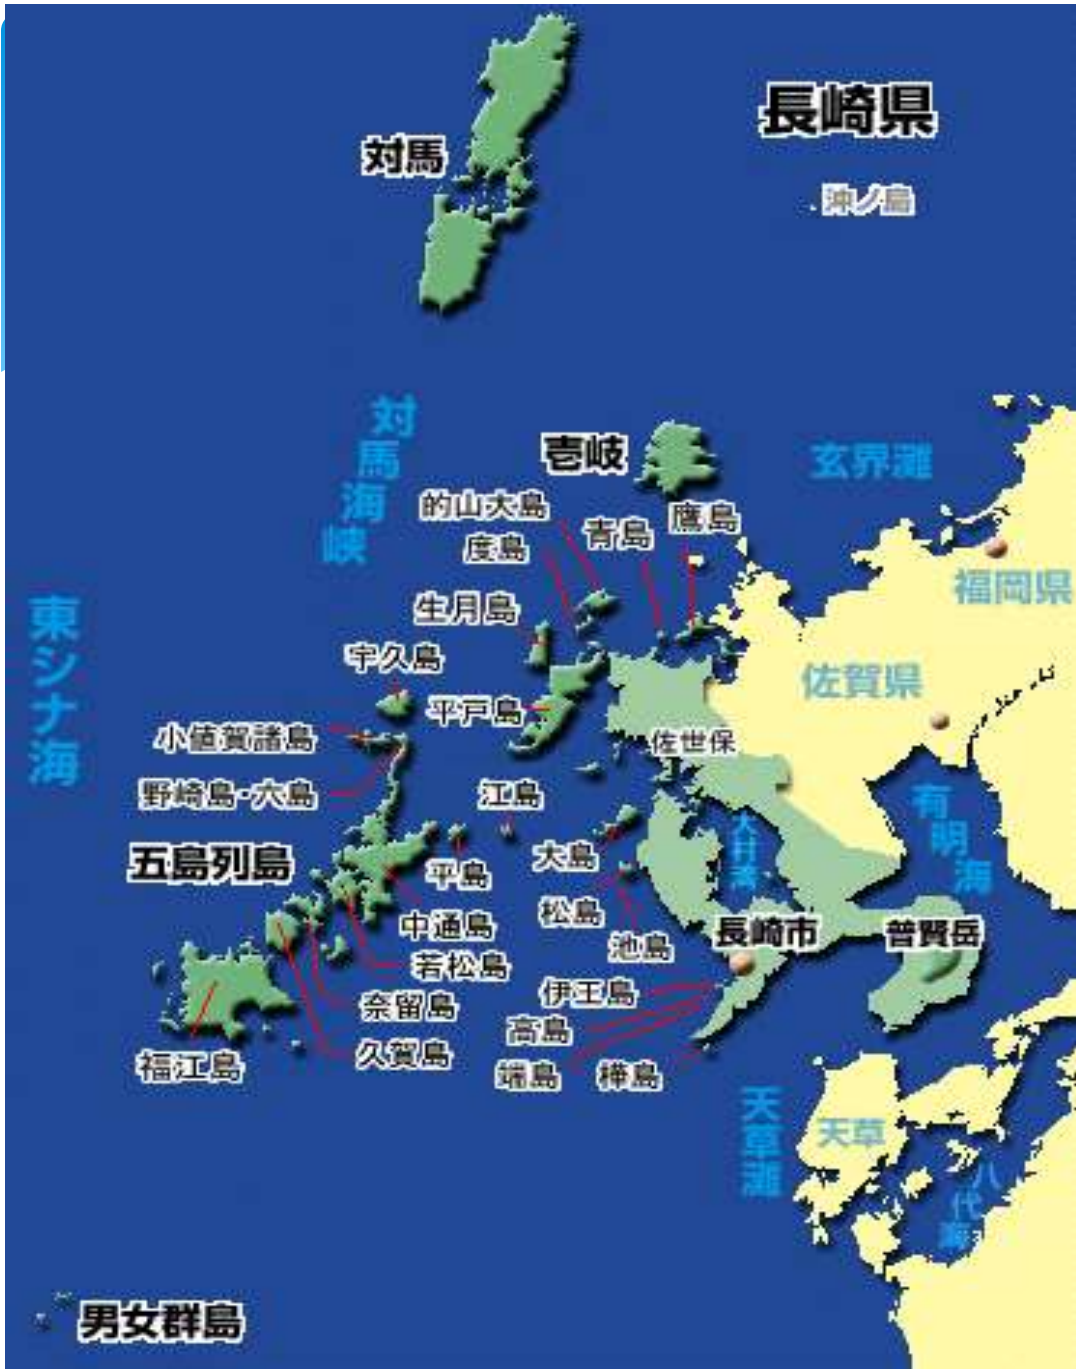 長崎県
対馬
沖ノ島
対馬海峡
壱岐
玄界灘
的山大島
度島
青島
鷹島
福岡県
生月島
東シナ海
宇久島
佐賀県
平戸島
小値賀諸島
佐世保
野崎島・六島
江島
有明海
大村湾
五島列島
平島
大島
中通島
松島
長崎市
普賢岳
池島
若松島
伊王島
奈留島
高島
久賀島
福江島
端島
樺島
天草灘
天草
八代海
男女群島